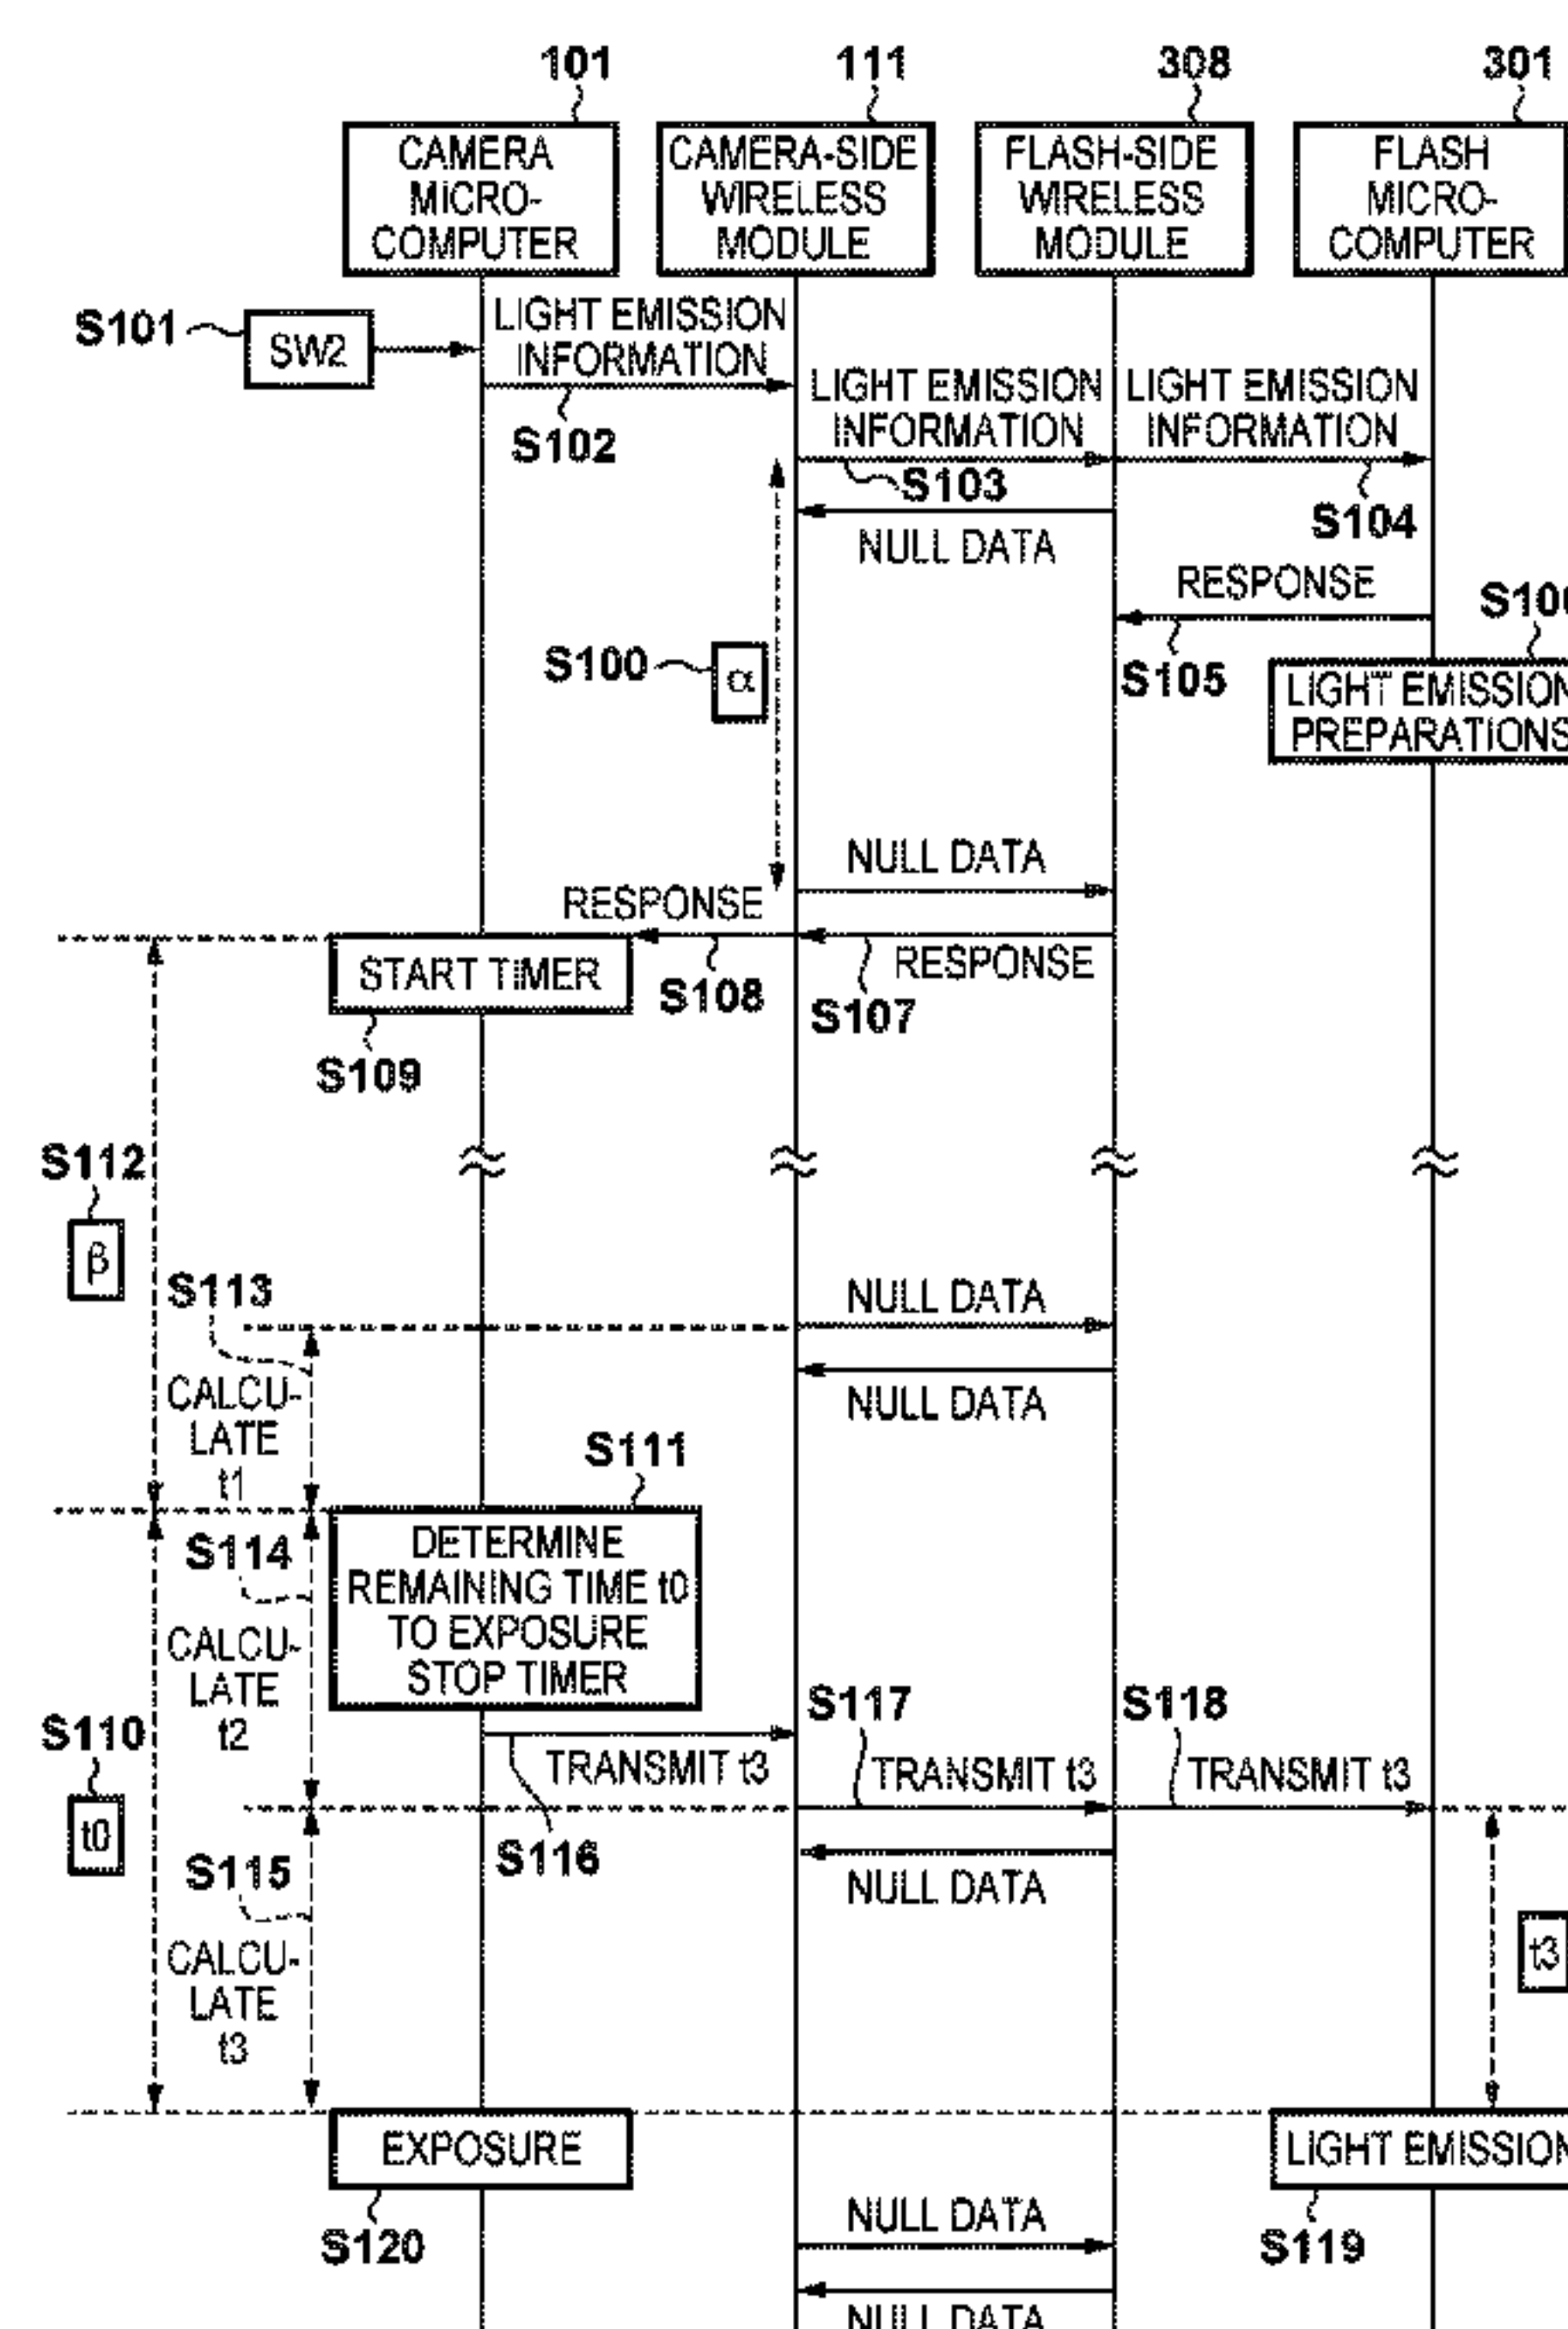 101
111
308
301
CAMERA
MICRO-
COMPUTER
CAMERA-SIDE
WIRELESS
MODULE
FLASH-SIDE
WIRELESS
MODULE
FLASH
MICRO-
COMPUTER
S101
SW2
LIGHT EMISSION
INFORMATION
S102
LIGHT EMISSION
INFORMATION
S103
LIGHT EMISSION
INFORMATION
S104
NULL DATA
RESPONSE
S105
S100
α
LIGHT EMISSION
PREPARATIONS
NULL DATA
RESPONSE
S108
RESPONSE
S107
START TIMER
S109
S112
β
S113
CALCU-
LATE
t1
NULL DATA
NULL DATA
S111
DETERMINE
REMAINING TIME t0
TO EXPOSURE
STOP TIMER
S114
CALCU-
LATE
t2
S110
t0
TRANSMIT t3
S116
S117
TRANSMIT t3
S118
TRANSMIT t3
NULL DATA
S115
CALCU-
LATE
t3
t3
EXPOSURE
S120
LIGHT EMISSION
S119
NULL DATA
NULL DATA